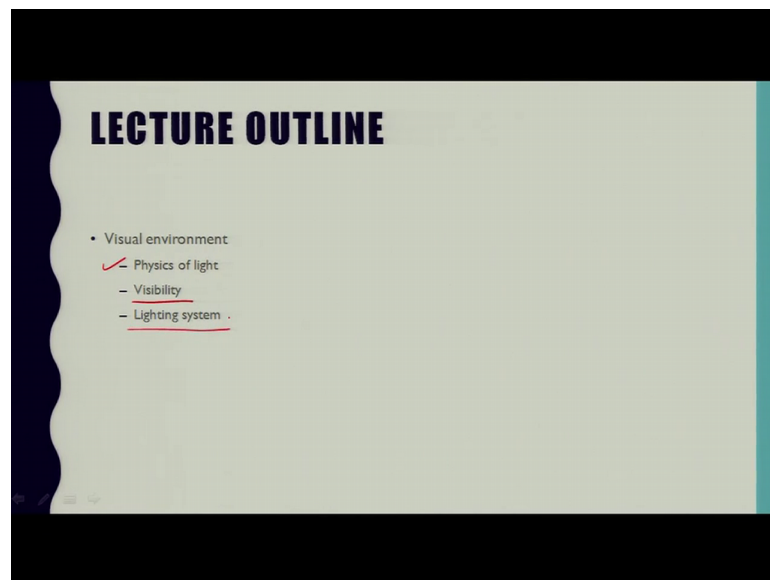 LECTURE OUTLINE
• Visual environment
– Physics of light
– Visibility
– Lighting system